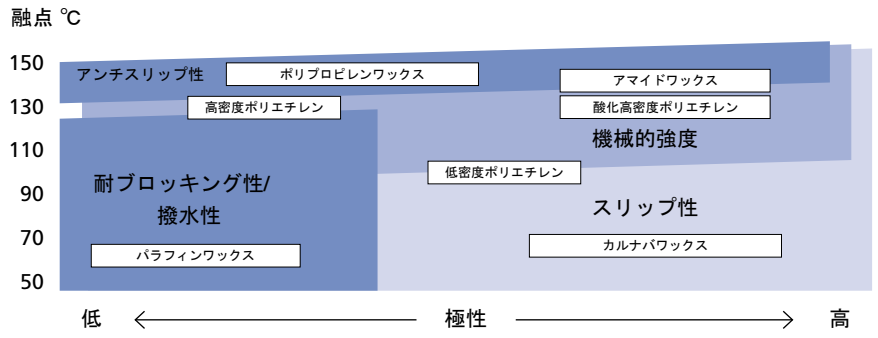 融点 ℃
150
アンチスリップ性
ポリプロピレンワックス
アマイドワックス
130
高密度ポリエチレン
酸化高密度ポリエチレン
機械的強度
110
低密度ポリエチレン
90
耐ブロッキング性/
撥水性
スリップ性
70
パラフィンワックス
カルナバワックス
50
低
極性
高